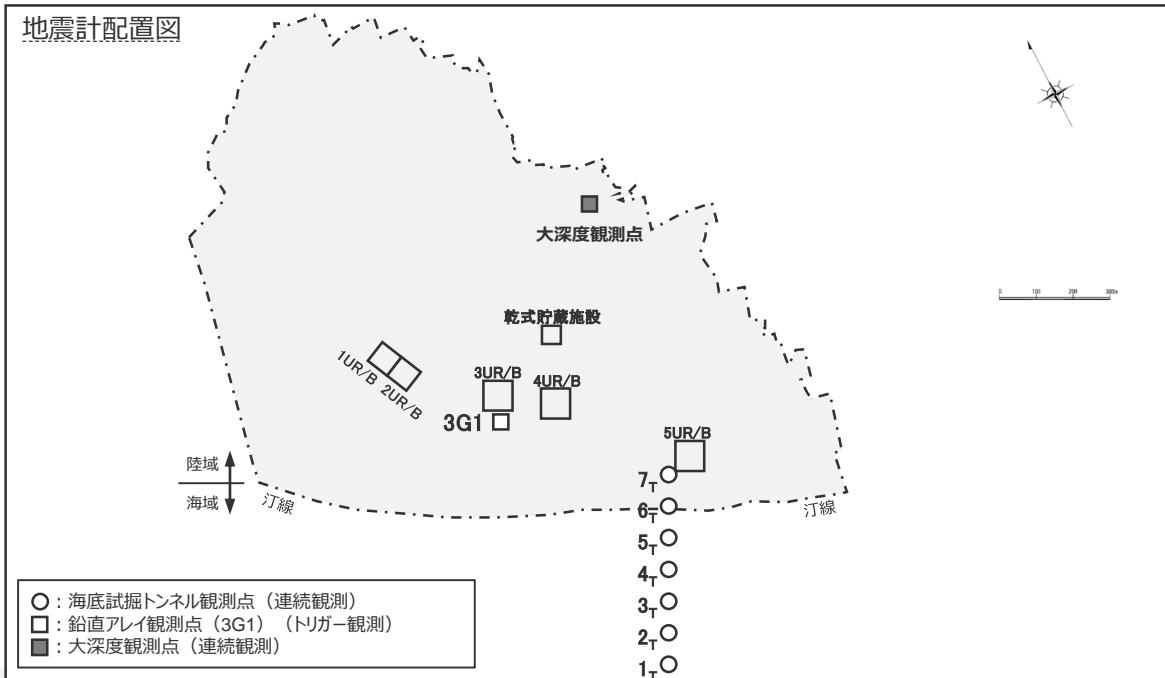 地震計配置図
大深度観測点
0 100 200 300m
乾式貯蔵施設
1UR/B
2UR/B
3UR/B
4UR/B
3G1
5UR/B
陸域
海域
汀線
汀線
7T
6T
5T
4T
3T
2T
1T
○：海底試掘トンネル観測点（連続観測）
□：鉛直アレイ観測点（3G1）（トリガー観測）
■：大深度観測点（連続観測）